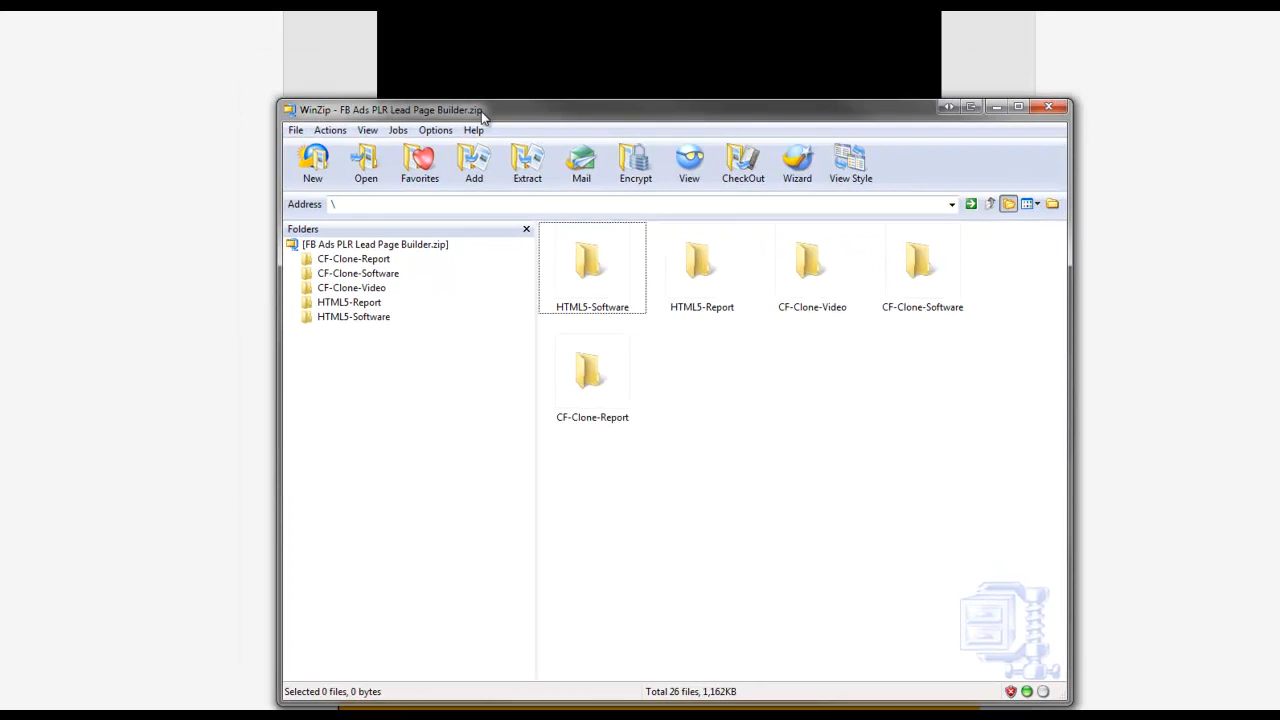 WinZip - FB Ads PLR Lead Page Builder.zip
File Actions View Jobs Options Help
New Open Favorites Add Extract Mail Encrypt View CheckOut Wizard View Style
Address \
Folders
[FB Ads PLR Lead Page Builder.zip]
CF-Clone-Report
CF-Clone-Software
CF-Clone-Video
HTML5-Report
HTML5-Software
HTML5-Software HTML5-Report CF-Clone-Video CF-Clone-Software
CF-Clone-Report
Selected 0 files, 0 bytes Total 26 files, 1,162KB